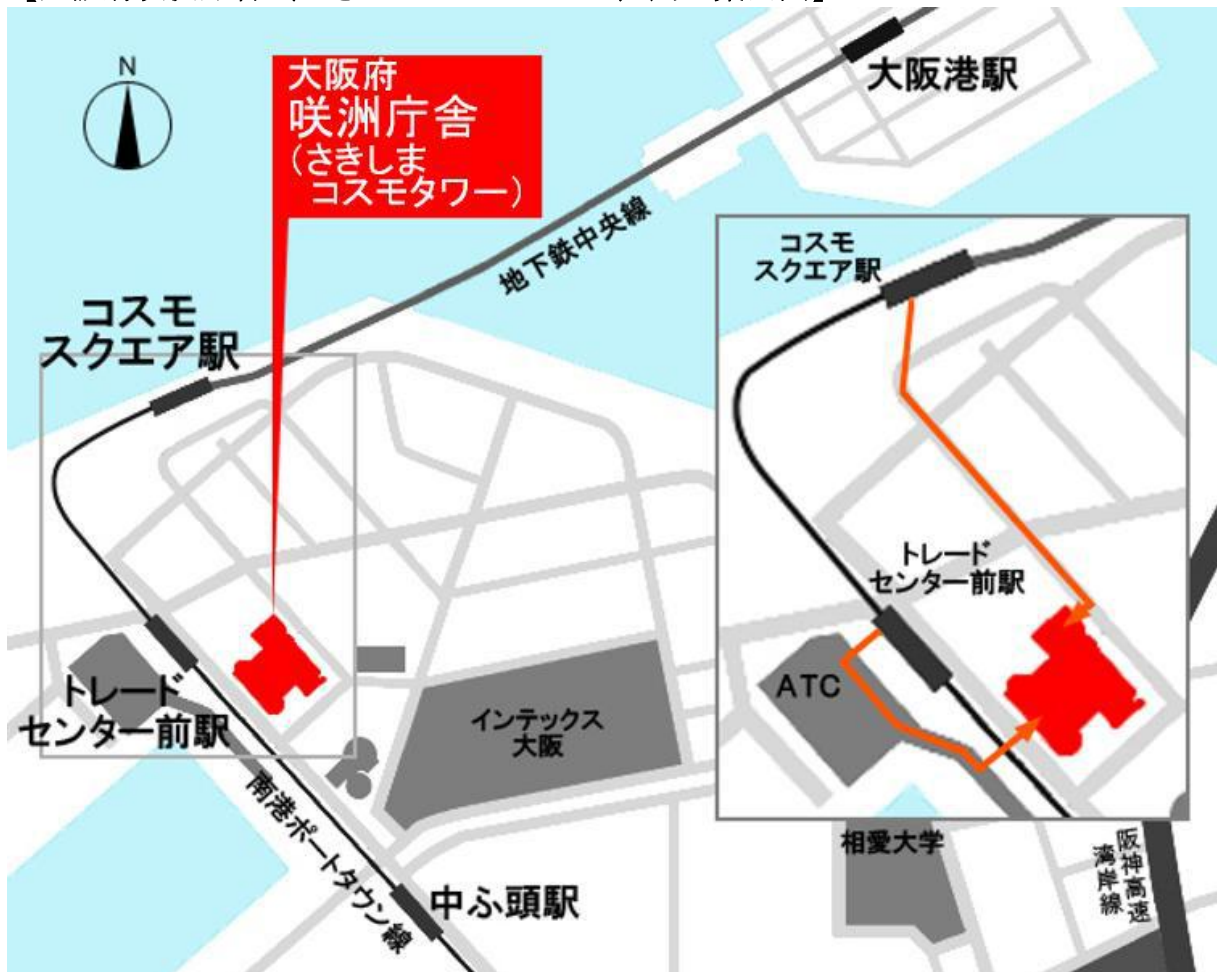 N
大阪府
咲洲庁舎
(さきしま
コスモタワー)
大阪港駅
地下鉄中央線
コスモ
スクエア駅
コスモ
スクエア駅
トレード
センター前駅
ATC
トレード
センター前駅
インテックス
大阪
南港ポートタウン線
中ふ頭駅
相愛大学
阪神高速
湾岸線